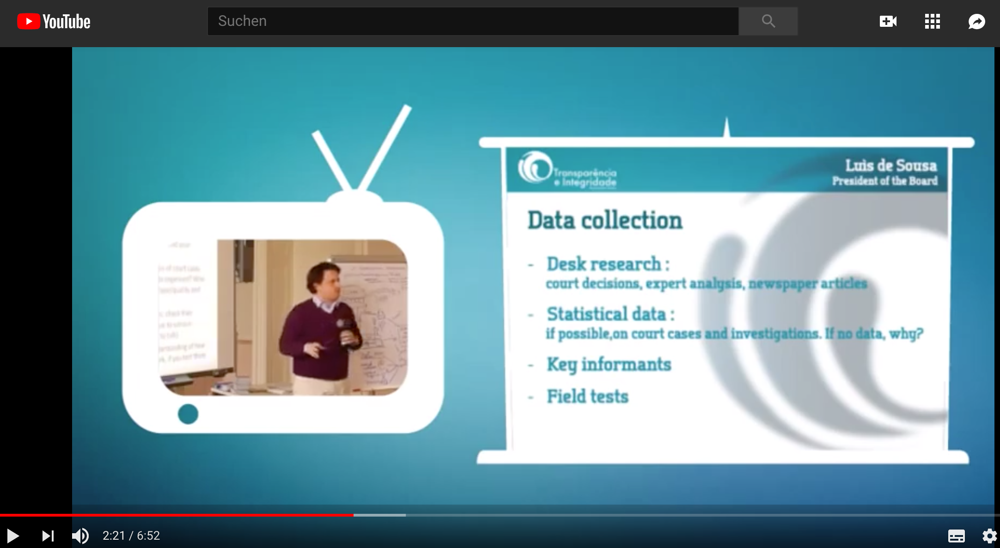 YouTube
Suchen
Transparência
e Integridade
Luis de Sousa
President of the Board
Data collection
- Desk research :
court decisions, expert analysis, newspaper articles
- Statistical data :
if possible,on court cases and investigations. If no data, why?
- Key informants
- Field tests
2:21 / 6:52